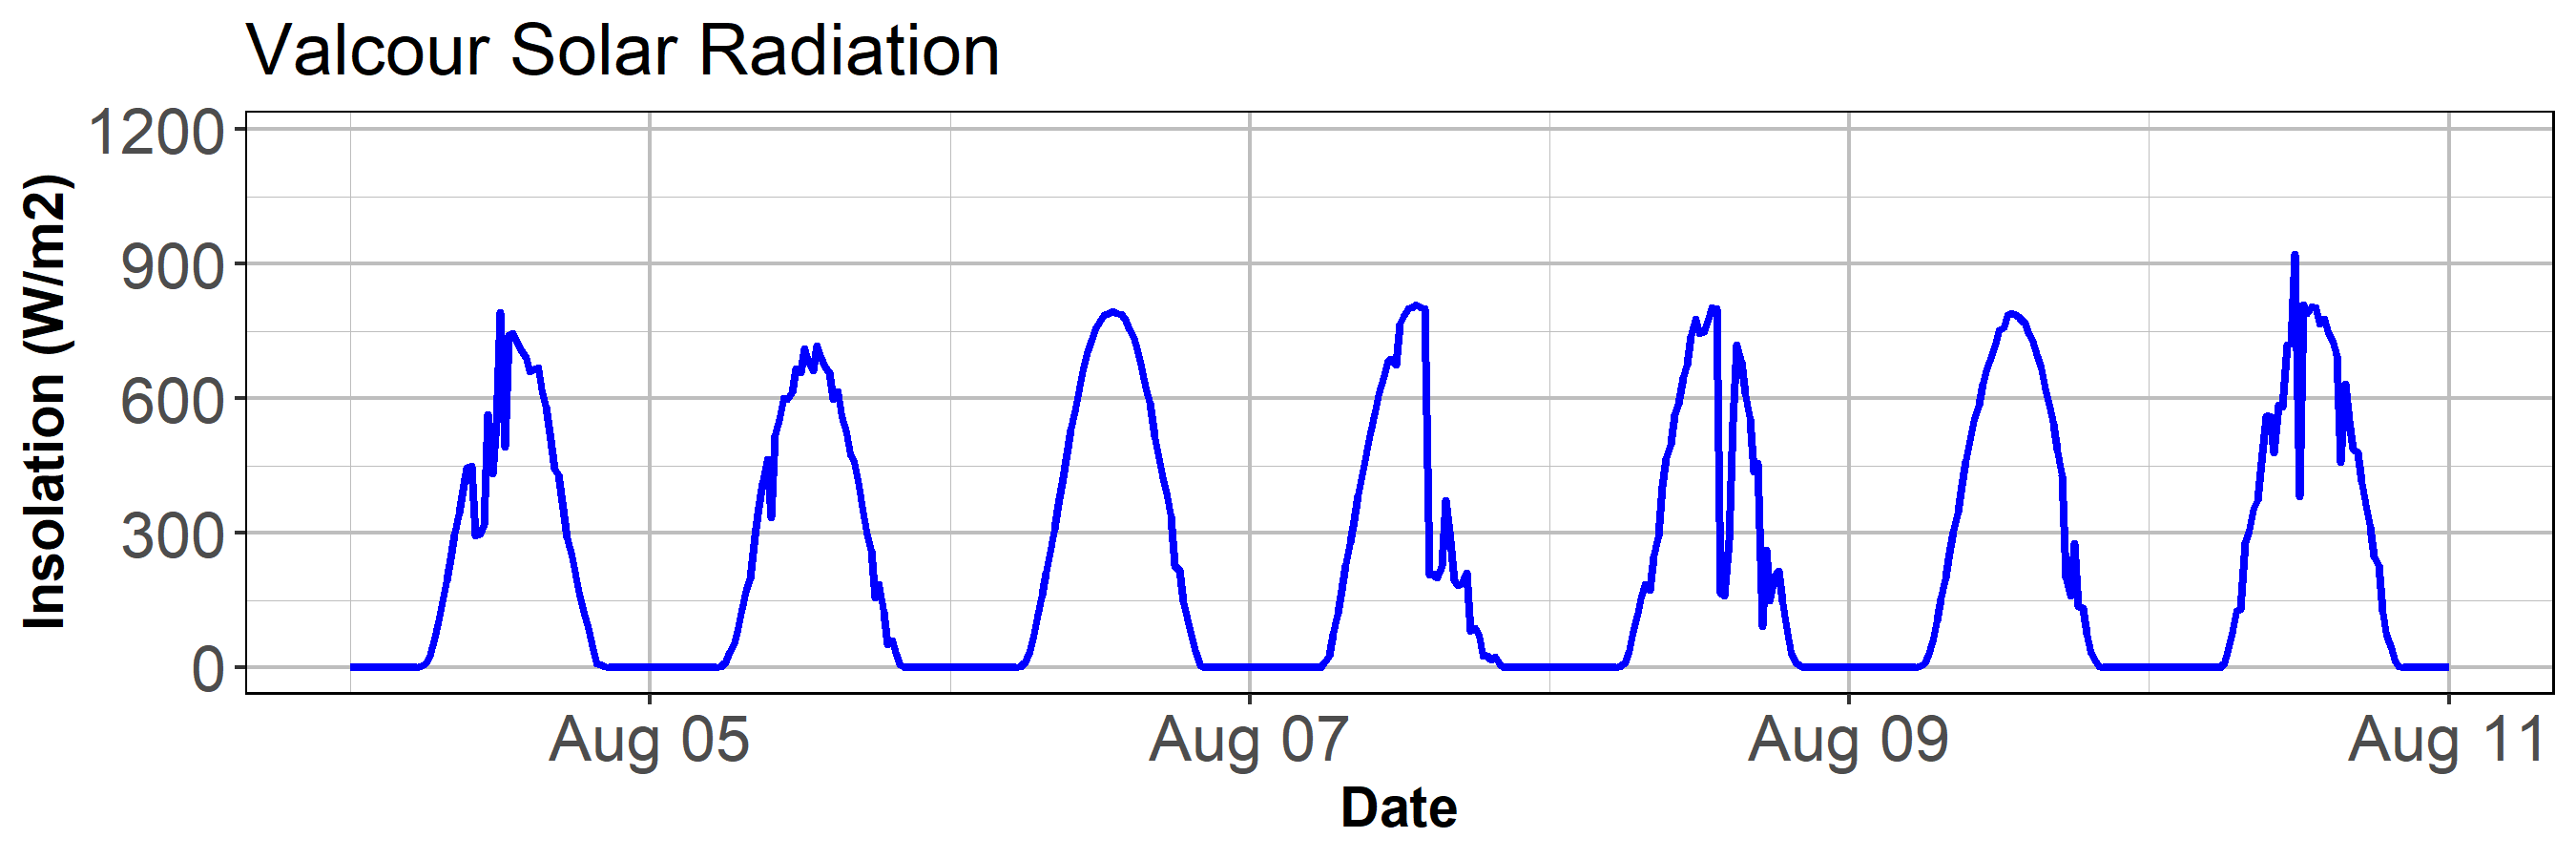 Valcour Solar Radiation
Insolation (W/m2)
1200
900
600
300
0
Aug 05
Aug 07
Aug 09
Aug 11
Date